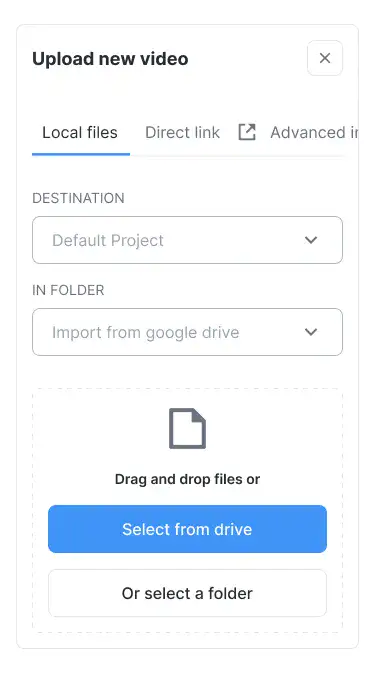 Upload new video
Local files Direct link Advanced
DESTINATION
Default Project
IN FOLDER
Import from google drive
Drag and drop files or
Select from drive
Or select a folder